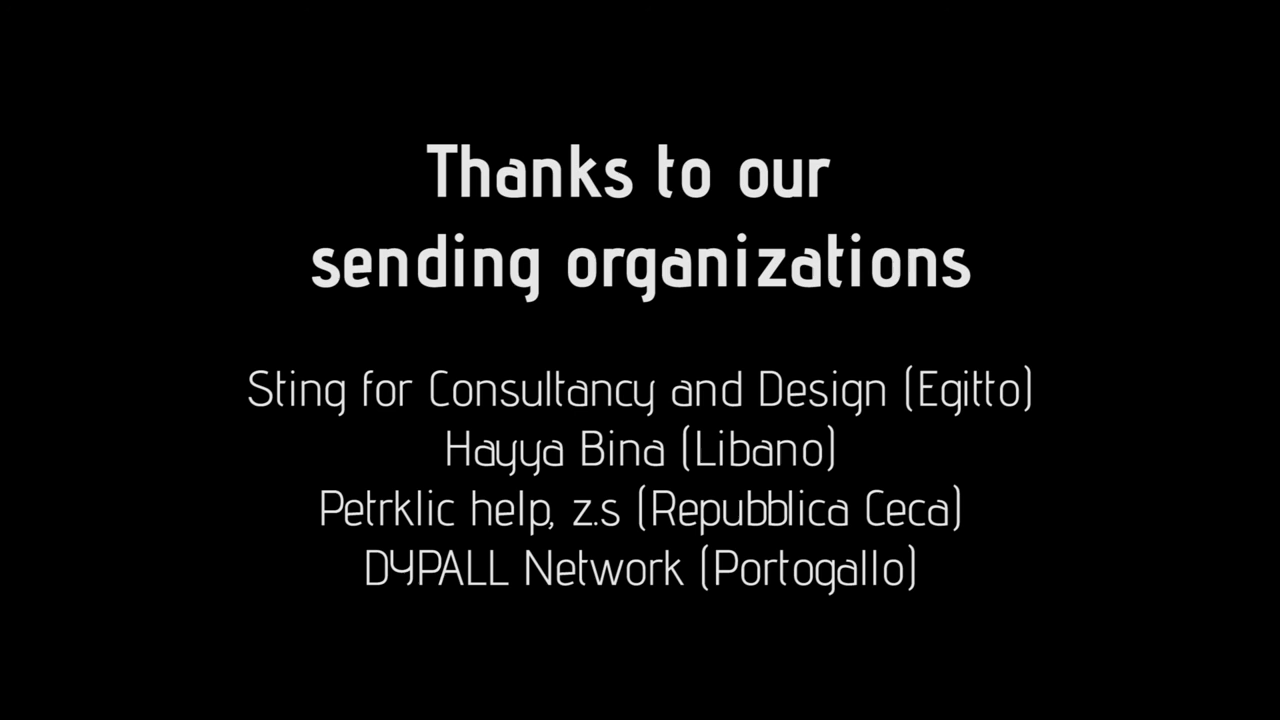 Thanks to our
sending organizations
Sting for Consultancy and Design (Egitto)
Hayya Bina (Libano)
Petrklic help, z.s (Repubblica Ceca)
DYPALL Network (Portogallo)